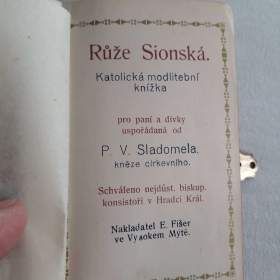 Růže Sionská.
Katolická modlitební
knížka
pro paní a dívky
uspořádaná od
P. V. Sladomela.
kněze církevního.
Schváleno nejdůst. biskup.
konsistoří v Hradci Král.
Nakladatel E. Fišer
ve Vysokém Mýtě.